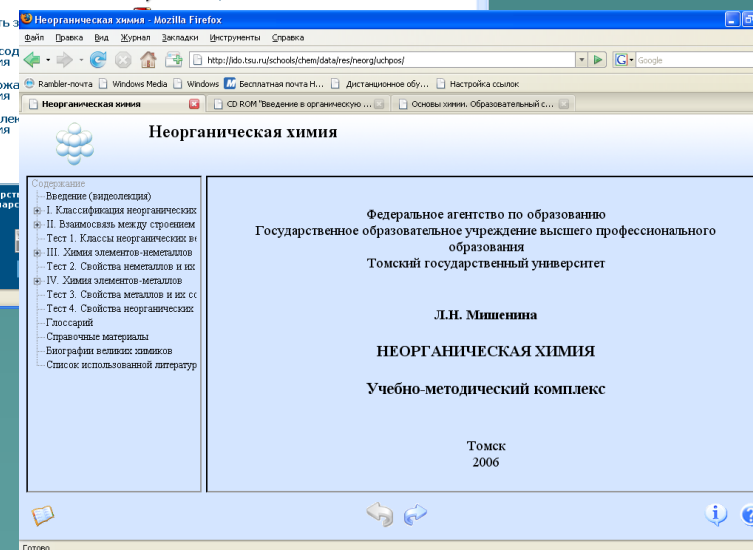 Неорганическая химия - Mozilla Firefox
Файл Правка Вид Журнал Закладки Инструменты Справка
http://ido.tsu.ru/schools/chem/data/res/neorg/uchpos/
Google
Rambler-почта Windows Media Windows Бесплатная почта H... Дистанционное обу... Настройка ссылок
Неорганическая химия CD ROM "Введение в органическую ... Основы химии. Образовательный с...
Неорганическая химия
Содержание
Введение (видеолекция)
I. Классификация неорганических
II. Взаимосвязь между строением
Тест 1. Классы неорганических ве
III. Химия элементов-неметаллов
Тест 2. Свойства неметаллов и их
IV. Химия элементов-металлов
Тест 3. Свойства металлов и их со
Тест 4. Свойства неорганических
Глоссарий
Справочные материалы
Биографии великих химиков
Список использованной литератур
Федеральное агентство по образованию
Государственное образовательное учреждение высшего профессионального
образования
Томский государственный университет
Л.Н. Мишенина
НЕОРГАНИЧЕСКАЯ ХИМИЯ
Учебно-методический комплекс
Томск
2006
Готово